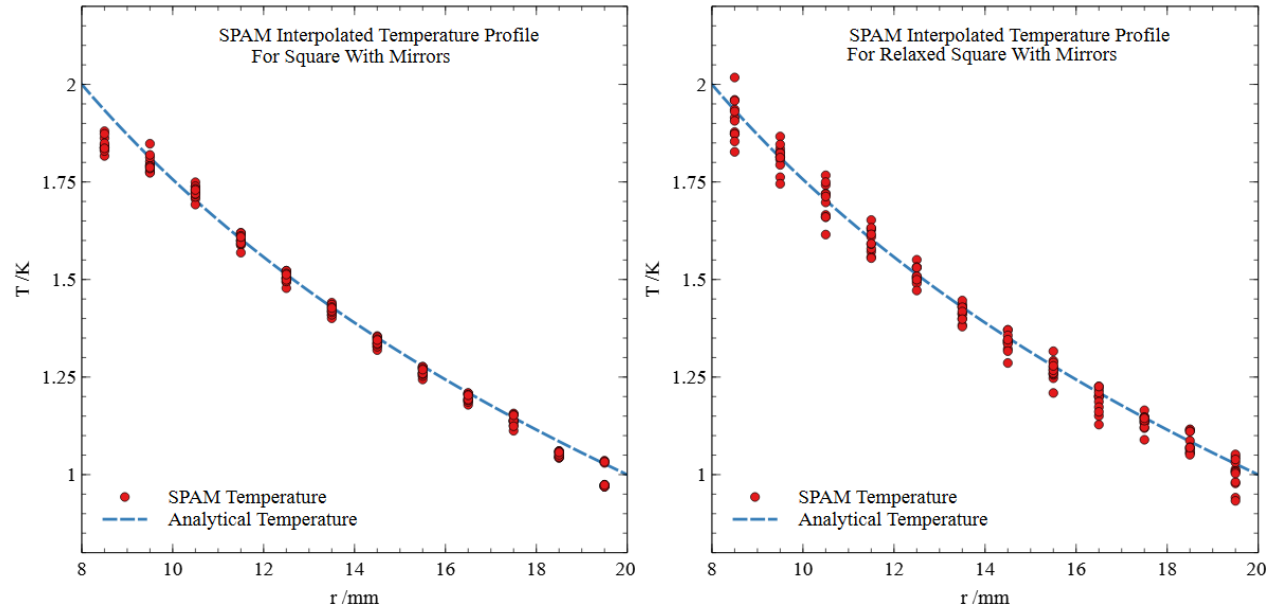 SPAM Interpolated Temperature Profile
For Square With Mirrors
T /K
2
1.75
1.5
1.25
1
SPAM Temperature
Analytical Temperature
8
10
12
14
16
18
20
r /mm
SPAM Interpolated Temperature Profile
For Relaxed Square With Mirrors
T /K
2
1.75
1.5
1.25
1
SPAM Temperature
Analytical Temperature
8
10
12
14
16
18
20
r /mm